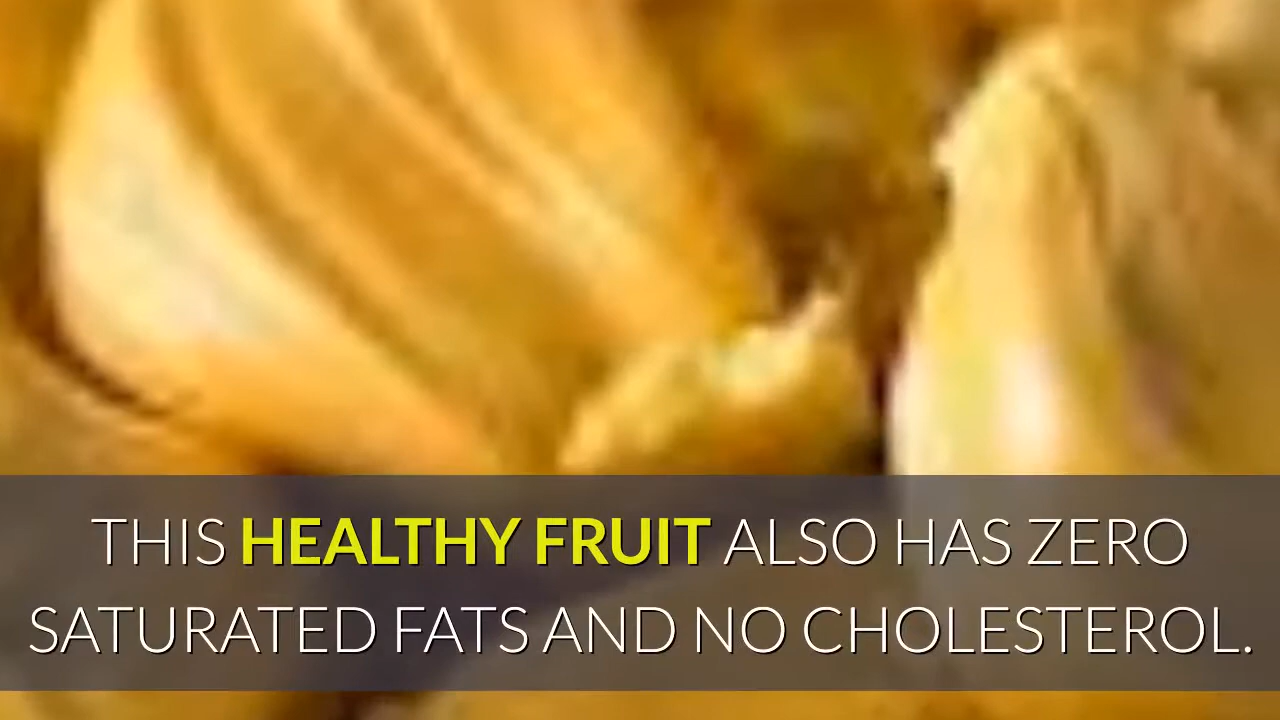 THIS HEALTHY FRUIT ALSO HAS ZERO
SATURATED FATS AND NO CHOLESTEROL.